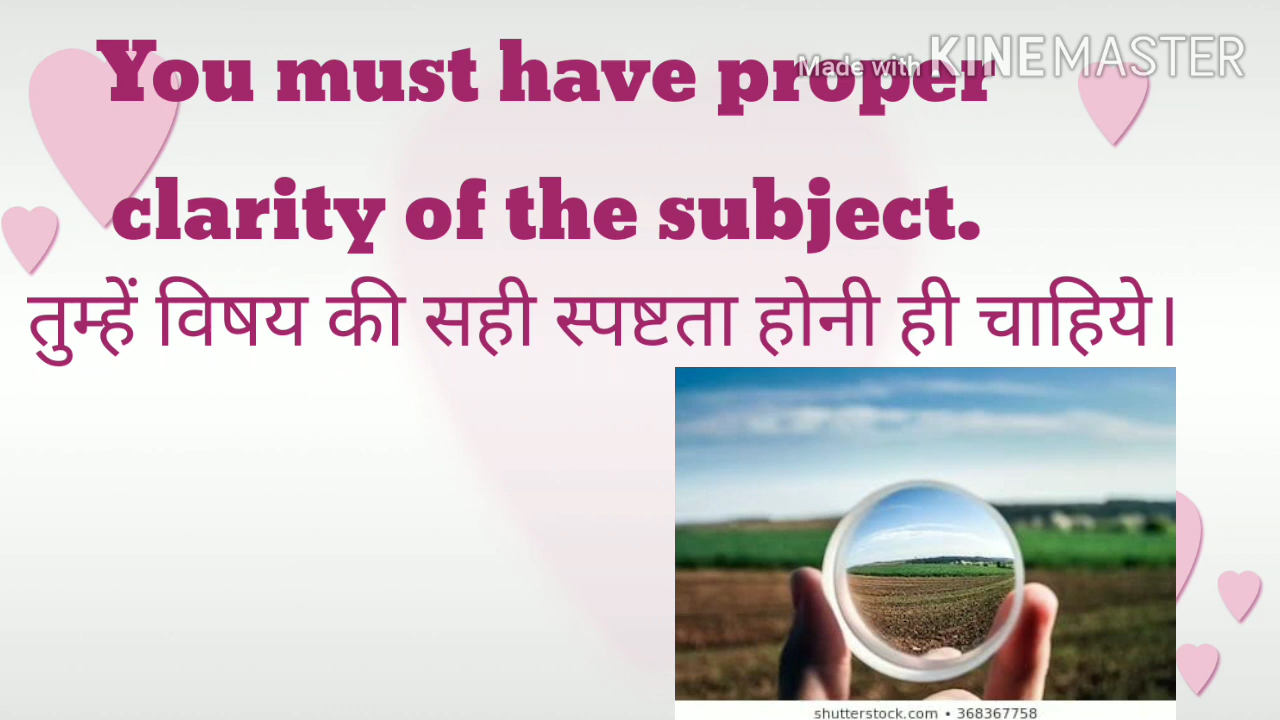 You must have proper
Made with KINEMASTER
clarity of the subject.
तुम्हें विषय की सही स्पष्टता होनी ही चाहिये।
shutterstock.com • 368367758